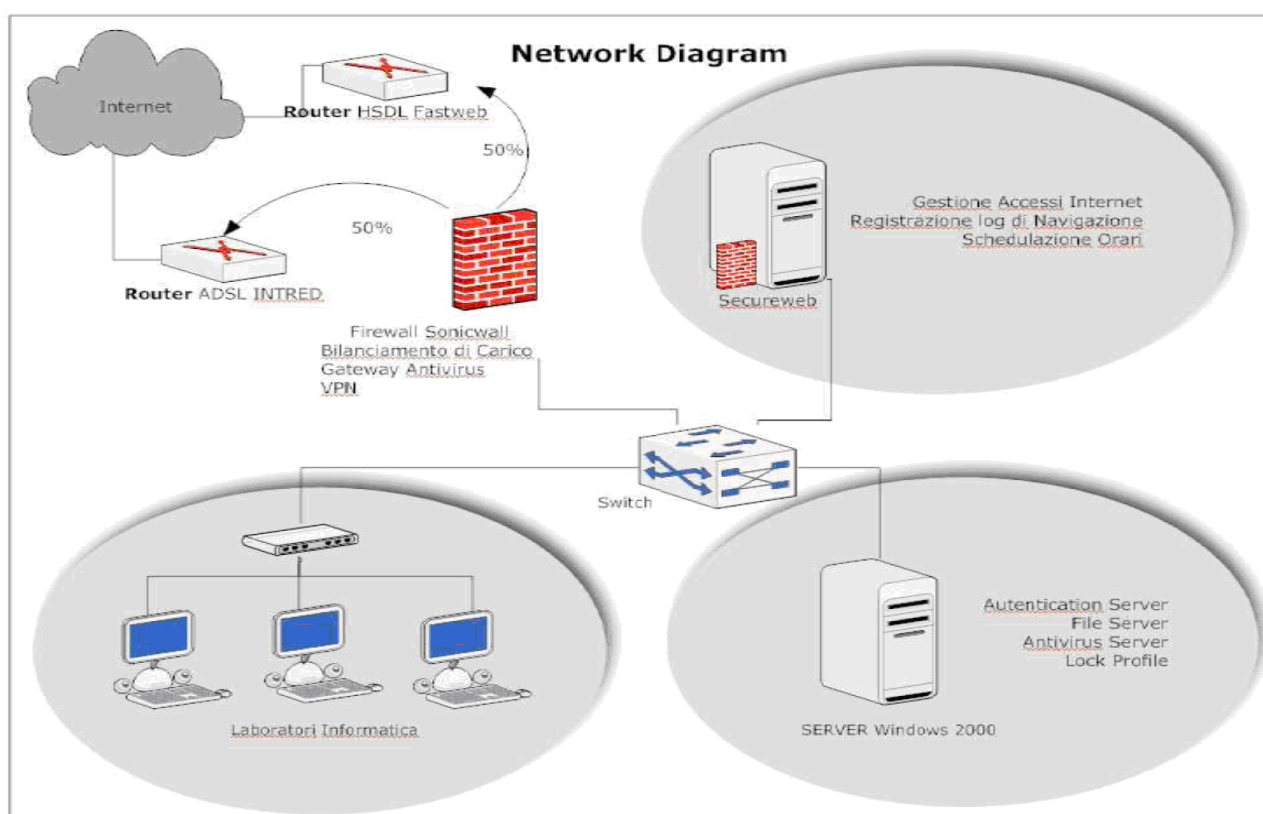 Network Diagram
Internet
Router HSDL Fastweb
50%
50%
Router ADSL INTRED
Firewall Sonicwall
Bilanciamento di Carico
Gateway Antivirus
VPN
Gestione Accessi Internet
Registrazione log di Navigazione
Schedulazione Orari
Secureweb
Switch
Laboratori Informatica
Autentication Server
File Server
Antivirus Server
Lock Profile
SERVER Windows 2000